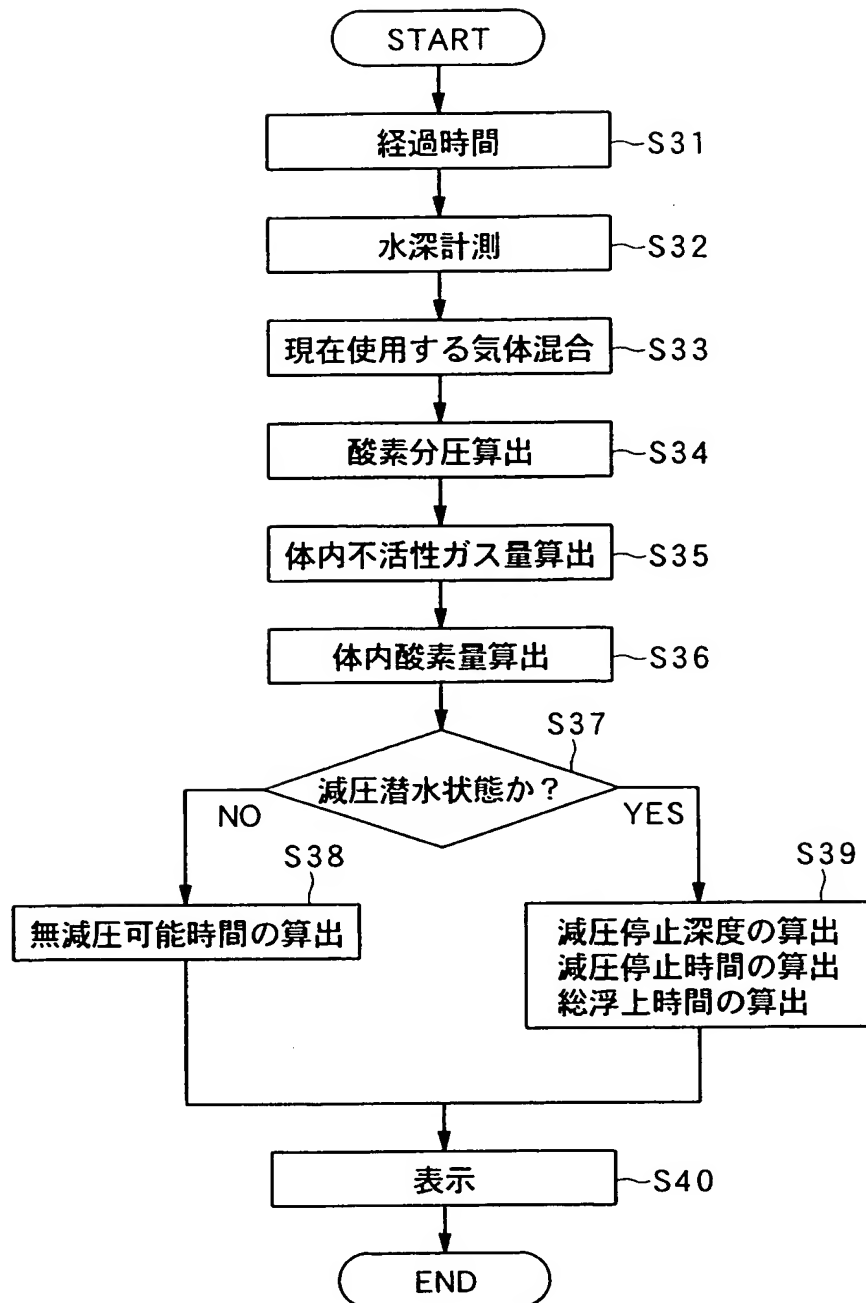 START
経過時間
S31
水深計測
S32
現在使用する気体混合
S33
酸素分圧算出
S34
体内不活性ガス量算出
S35
体内酸素量算出
S36
S37
減圧潜水状態か？
NO
YES
S38
無減圧可能時間の算出
S39
減圧停止深度の算出
減圧停止時間の算出
総浮上時間の算出
表示
S40
END